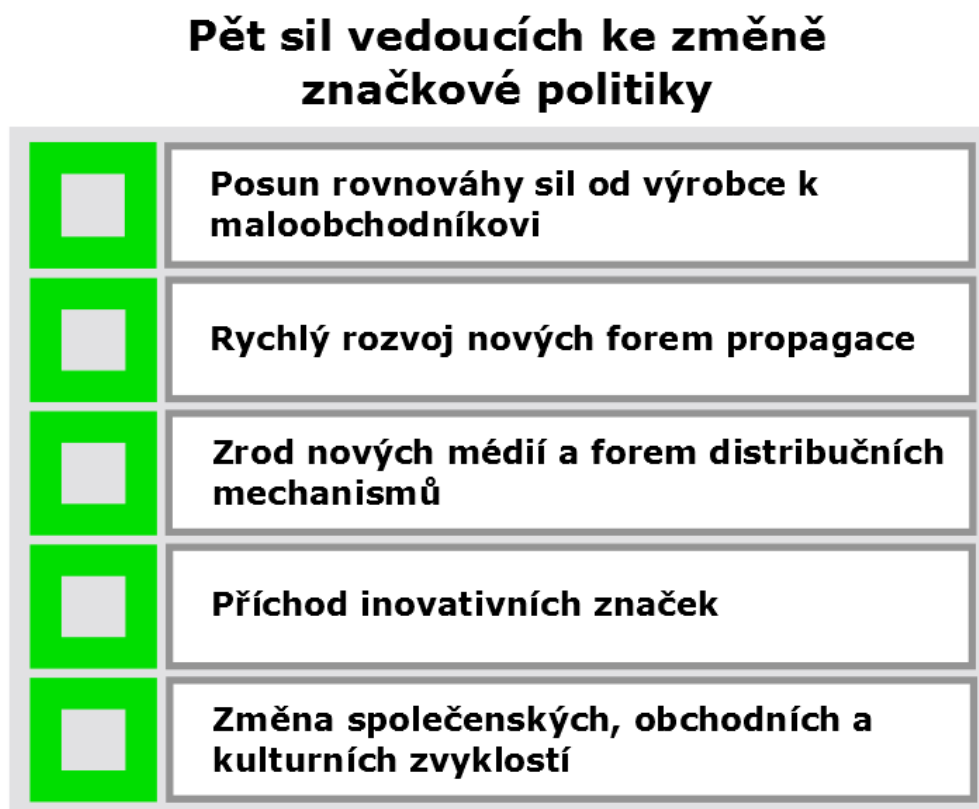 Pět sil vedoucích ke změně
značkové politiky
Posun rovnováhy sil od výrobce k
maloobchodníkovi
Rychlý rozvoj nových forem propagace
Zrod nových médií a forem distribučních
mechanismů
Příchod inovativních značek
Změna společenských, obchodních a
kulturních zvyklostí